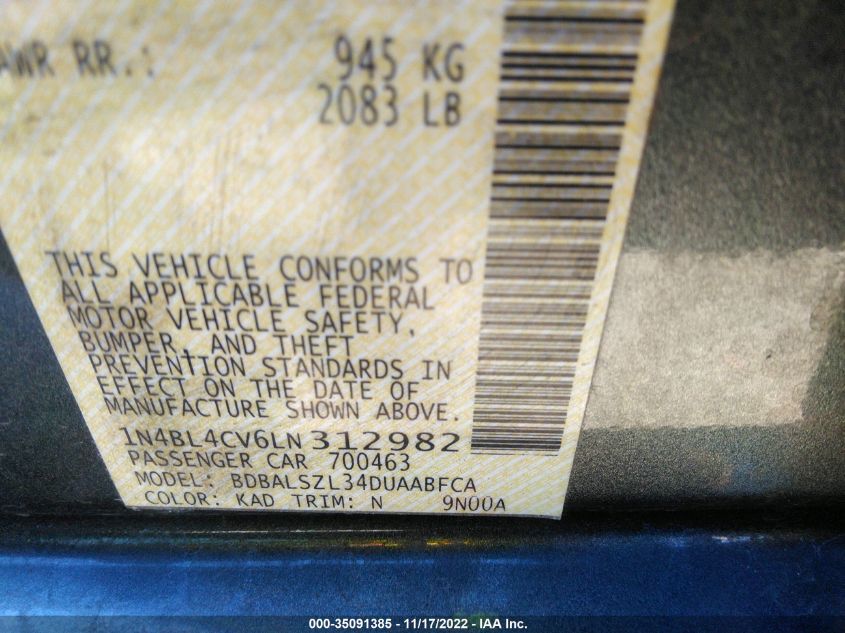 AWR RR.: 945 KG
2083 LB
THIS VEHICLE CONFORMS TO
ALL APPLICABLE FEDERAL
MOTOR VEHICLE SAFETY,
BUMPER, AND THEFT
PREVENTION STANDARDS IN
EFFECT ON THE DATE OF
MANUFACTURE SHOWN ABOVE.
1N4BL4CV6LN312982
PASSENGER CAR 700463
MODEL: BDBALSZL34DUAABFCA
COLOR: KAD TRIM: N 9N00A
000-35091385 - 11/17/2022 - IAA Inc.